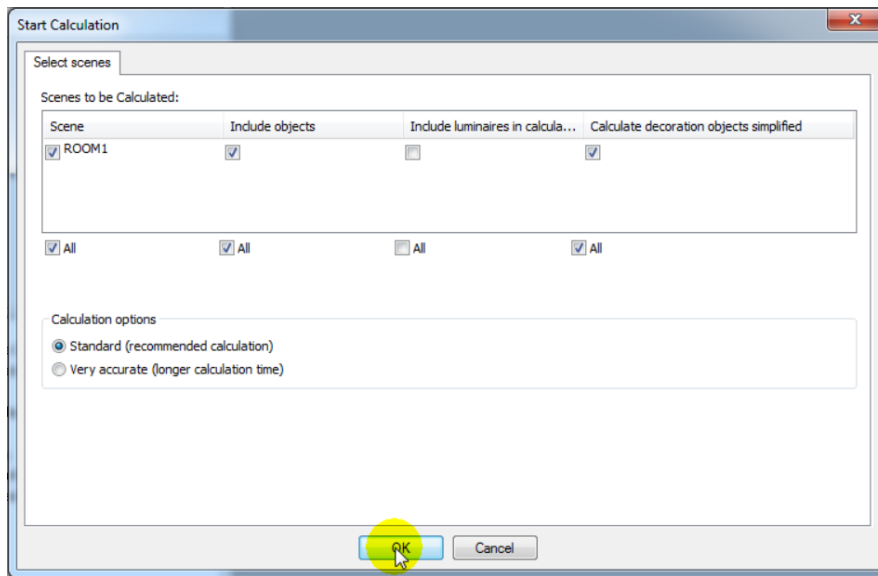 Start Calculation
X
Select scenes
Scenes to be Calculated:
Scene Include objects Include luminaires in calcula... Calculate decoration objects simplified
ROOM1
All All All All
Calculation options
Standard (recommended calculation)
Very accurate (longer calculation time)
OK Cancel